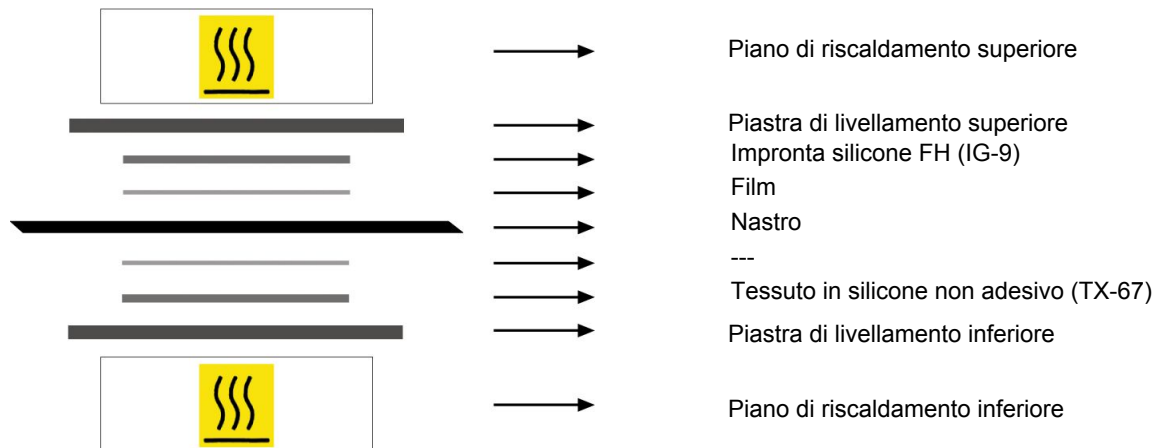 Piano di riscaldamento superiore
Piastra di livellamento superiore
Impronta silicone FH (IG-9)
Film
Nastro
---
Tessuto in silicone non adesivo (TX-67)
Piastra di livellamento inferiore
Piano di riscaldamento inferiore